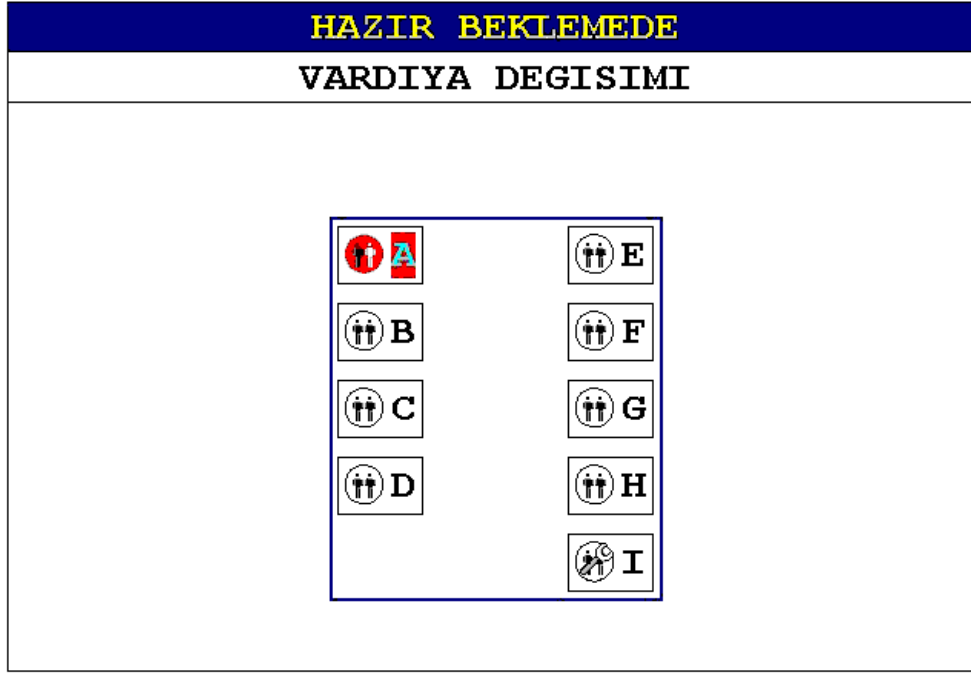 HAZIR BEKLEMEDE
VARDIYA DEGISIMI
A E
B F
C G
D H
I